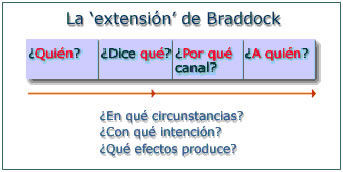 La ‘extensión’ de Braddock
¿Quién? ¿Dice qué? ¿Por qué canal? ¿A quién?
¿En qué circunstancias?
¿Con qué intención?
¿Qué efectos produce?